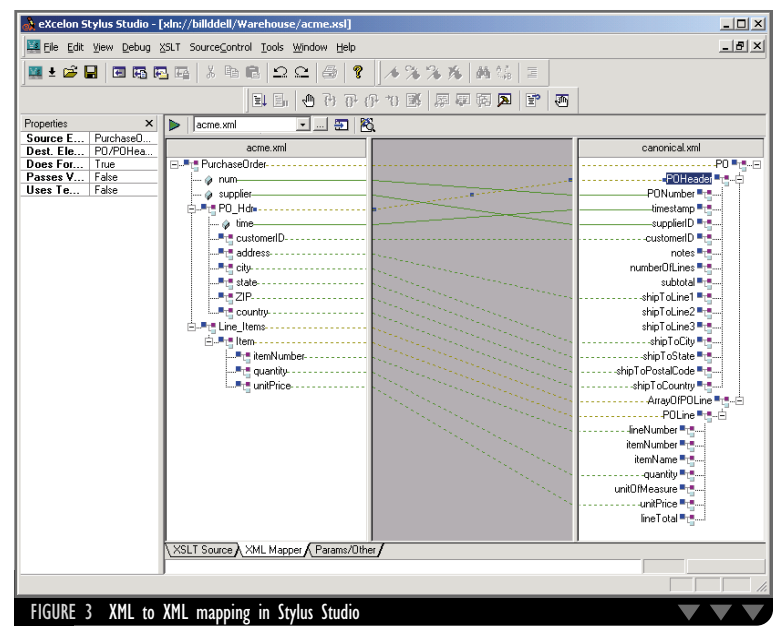 eXcelon Stylus Studio - [xln://billddell/Warehouse/acme.xsl]
File Edit View Debug XSLT SourceControl Tools Window Help
Properties
acme.xml
Source E... PurchaseO...
Dest. Ele... PO/POHea...
Does For... True
Passes V... False
Uses Te... False
acme.xml
PurchaseOrder
num
supplier
PO_Hdr
time
customerID
address
city
state
ZIP
country
Line_Items
Item
itemNumber
quantity
unitPrice
canonical.xml
PO
POHeader
PONumber
timestamp
supplierID
customerID
notes
numberOfLines
subtotal
shipToLine1
shipToLine2
shipToLine3
shipToCity
shipToState
shipToPostalCode
shipToCountry
ArrayOfPOLine
POLine
lineNumber
itemNumber
itemName
quantity
unitOfMeasure
unitPrice
lineTotal
XSLT Source XML Mapper Params/Other
FIGURE 3 XML to XML mapping in Stylus Studio